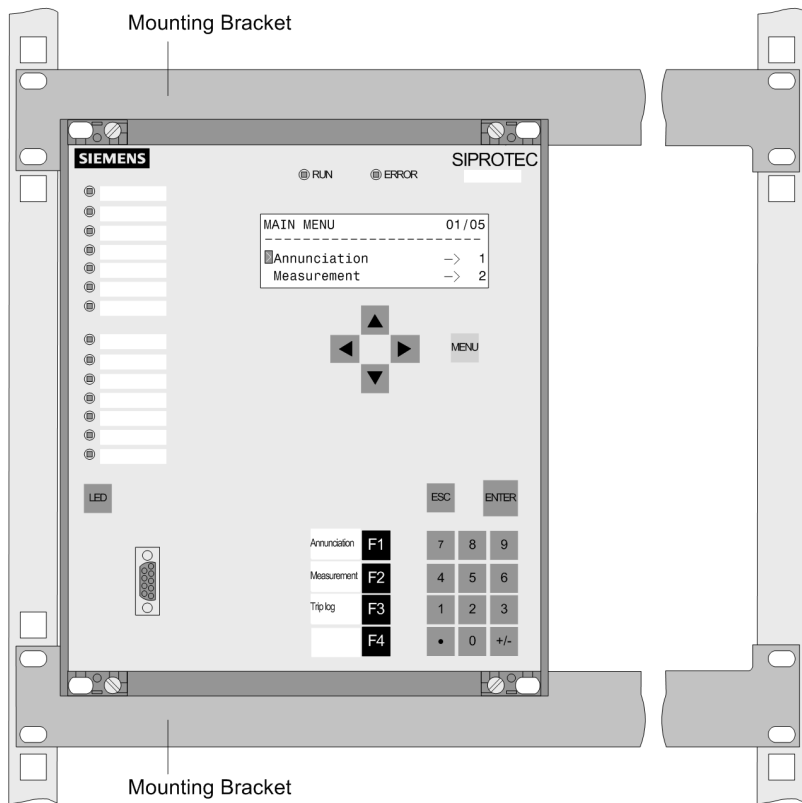 Mounting Bracket
SIEMENS
SIPROTEC
RUN
ERROR
MAIN MENU 01/05
--------------------
>Annunciation -> 1
Measurement -> 2
MENU
LED
ESC
ENTER
Annunciation F1
7 8 9
Measurement F2
4 5 6
Trip log F3
1 2 3
F4
• 0 +/-
Mounting Bracket